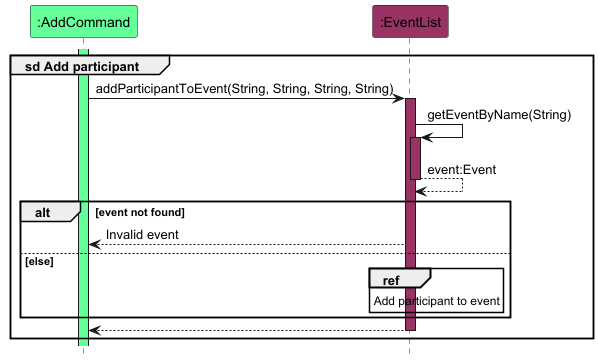 :AddCommand
:EventList
sd Add participant
addParticipantToEvent(String, String, String, String)
getEventByName(String)
event:Event
alt
[event not found]
Invalid event
[else]
ref
Add participant to event